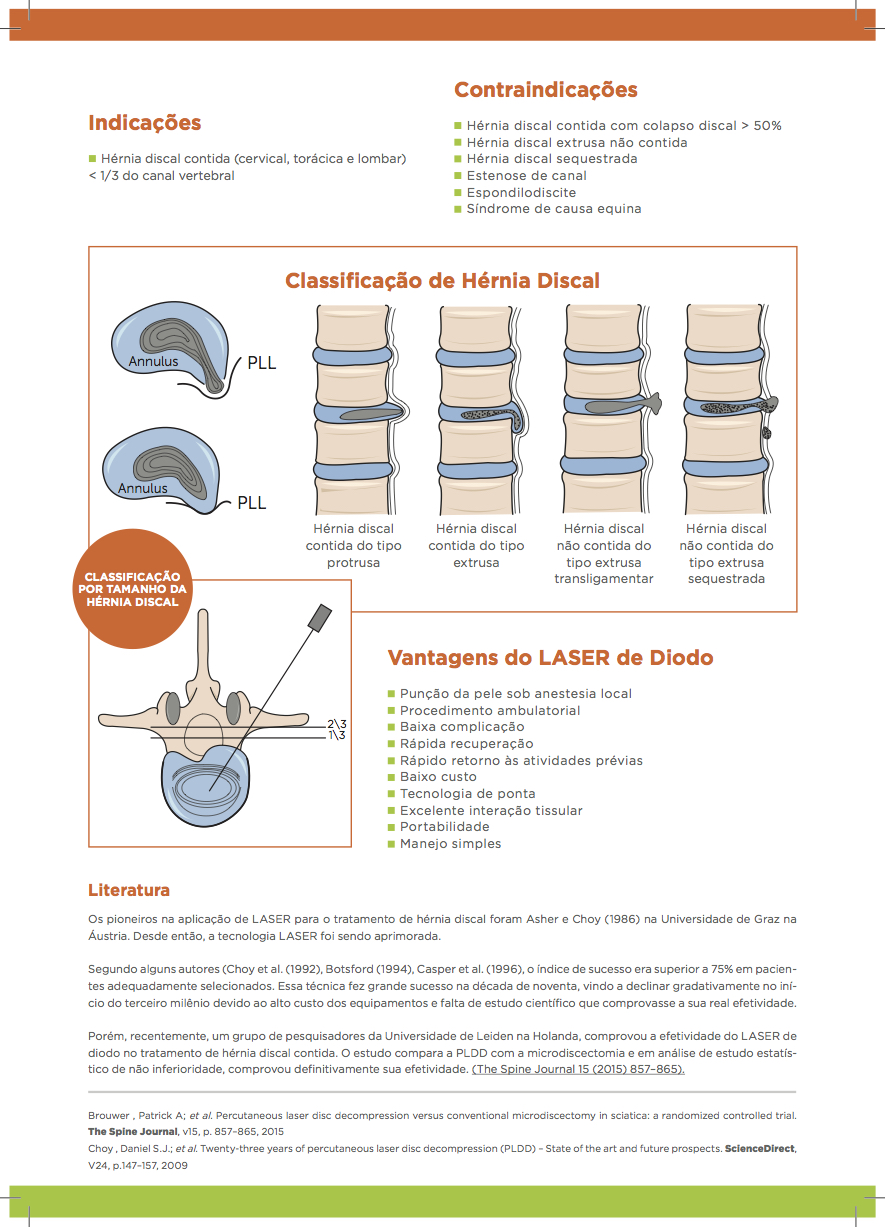 Indicações
Hérnia discal contida (cervical, torácica e lombar)
< 1/3 do canal vertebral
Contraindicações
Hérnia discal contida com colapso discal > 50%
Hérnia discal extrusa não contida
Hérnia discal sequestrada
Estenose de canal
Espondilodiscite
Síndrome de causa equina
Classificação de Hérnia Discal
Annulus
PLL
Annulus
PLL
Hérnia discal
contida do tipo
protrusa
Hérnia discal
contida do tipo
extrusa
Hérnia discal
não contida do
tipo extrusa
transligamentar
Hérnia discal
não contida do
tipo extrusa
sequestrada
CLASSIFICAÇÃO
POR TAMANHO DA
HÉRNIA DISCAL
2\3
1\3
Vantagens do LASER de Diodo
Punção da pele sob anestesia local
Procedimento ambulatorial
Baixa complicação
Rápida recuperação
Rápido retorno às atividades prévias
Baixo custo
Tecnologia de ponta
Excelente interação tissular
Portabilidade
Manejo simples
Literatura
Os pioneiros na aplicação de LASER para o tratamento de hérnia discal foram Asher e Choy (1986) na Universidade de Graz na
Áustria. Desde então, a tecnologia LASER foi sendo aprimorada.
Segundo alguns autores (Choy et al. (1992), Botsford (1994), Casper et al. (1996), o índice de sucesso era superior a 75% em pacien-
tes adequadamente selecionados. Essa técnica fez grande sucesso na década de noventa, vindo a declinar gradativamente no iní-
cio do terceiro milênio devido ao alto custo dos equipamentos e falta de estudo científico que comprovasse a sua real efetividade.
Porém, recentemente, um grupo de pesquisadores da Universidade de Leiden na Holanda, comprovou a efetividade do LASER de
diodo no tratamento de hérnia discal contida. O estudo compara a PLDD com a microdiscectomia e em análise de estudo estatís-
tico de não inferioridade, comprovou definitivamente sua efetividade. (The Spine Journal 15 (2015) 857–865).
Brouwer , Patrick A; et al. Percutaneous laser disc decompression versus conventional microdiscectomy in sciatica: a randomized controlled trial.
The Spine Journal, v15, p. 857–865, 2015
Choy , Daniel S.J.; et al. Twenty-three years of percutaneous laser disc decompression (PLDD) – State of the art and future prospects. ScienceDirect,
V24, p.147–157, 2009